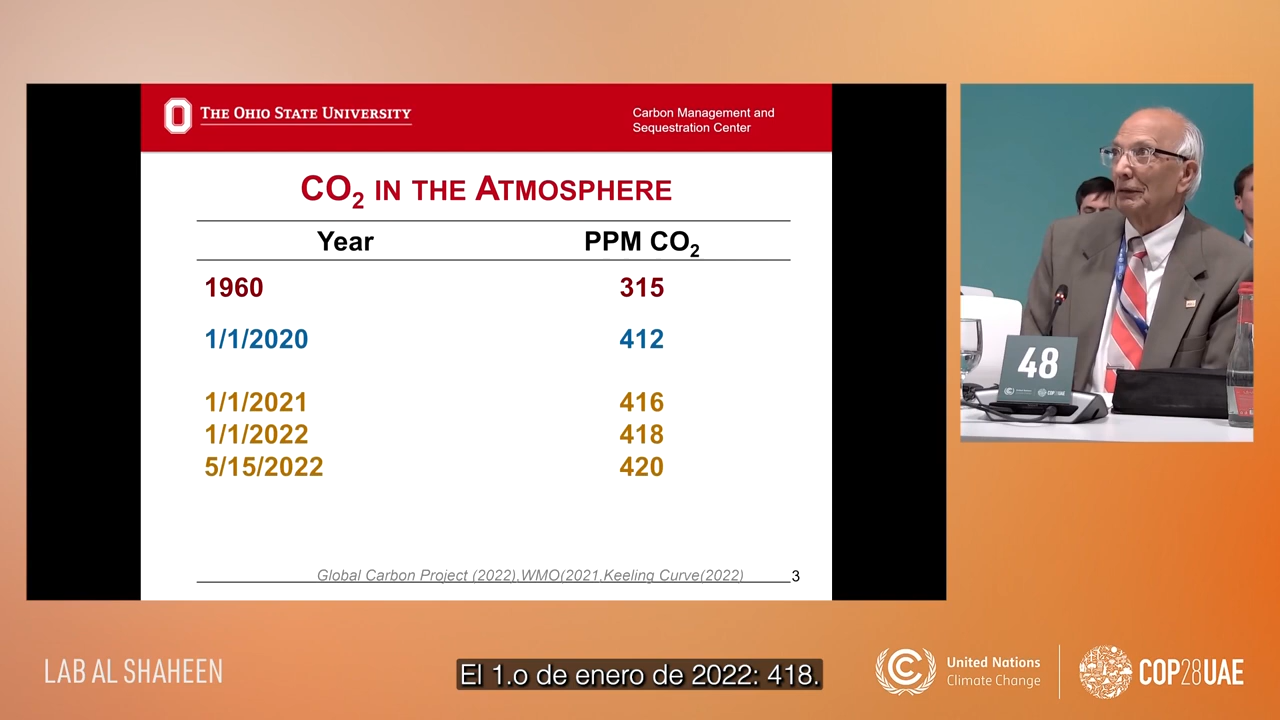 THE OHIO STATE UNIVERSITY
Carbon Management and
Sequestration Center
CO2 IN THE ATMOSPHERE
Year PPM CO2
1960 315
1/1/2020 412
1/1/2021 416
1/1/2022 418
5/15/2022 420
Global Carbon Project (2022),WMO(2021,Keeling Curve(2022)
3
48
LAB AL SHAHEEN
El 1.o de enero de 2022: 418.
United Nations
Climate Change
COP28UAE